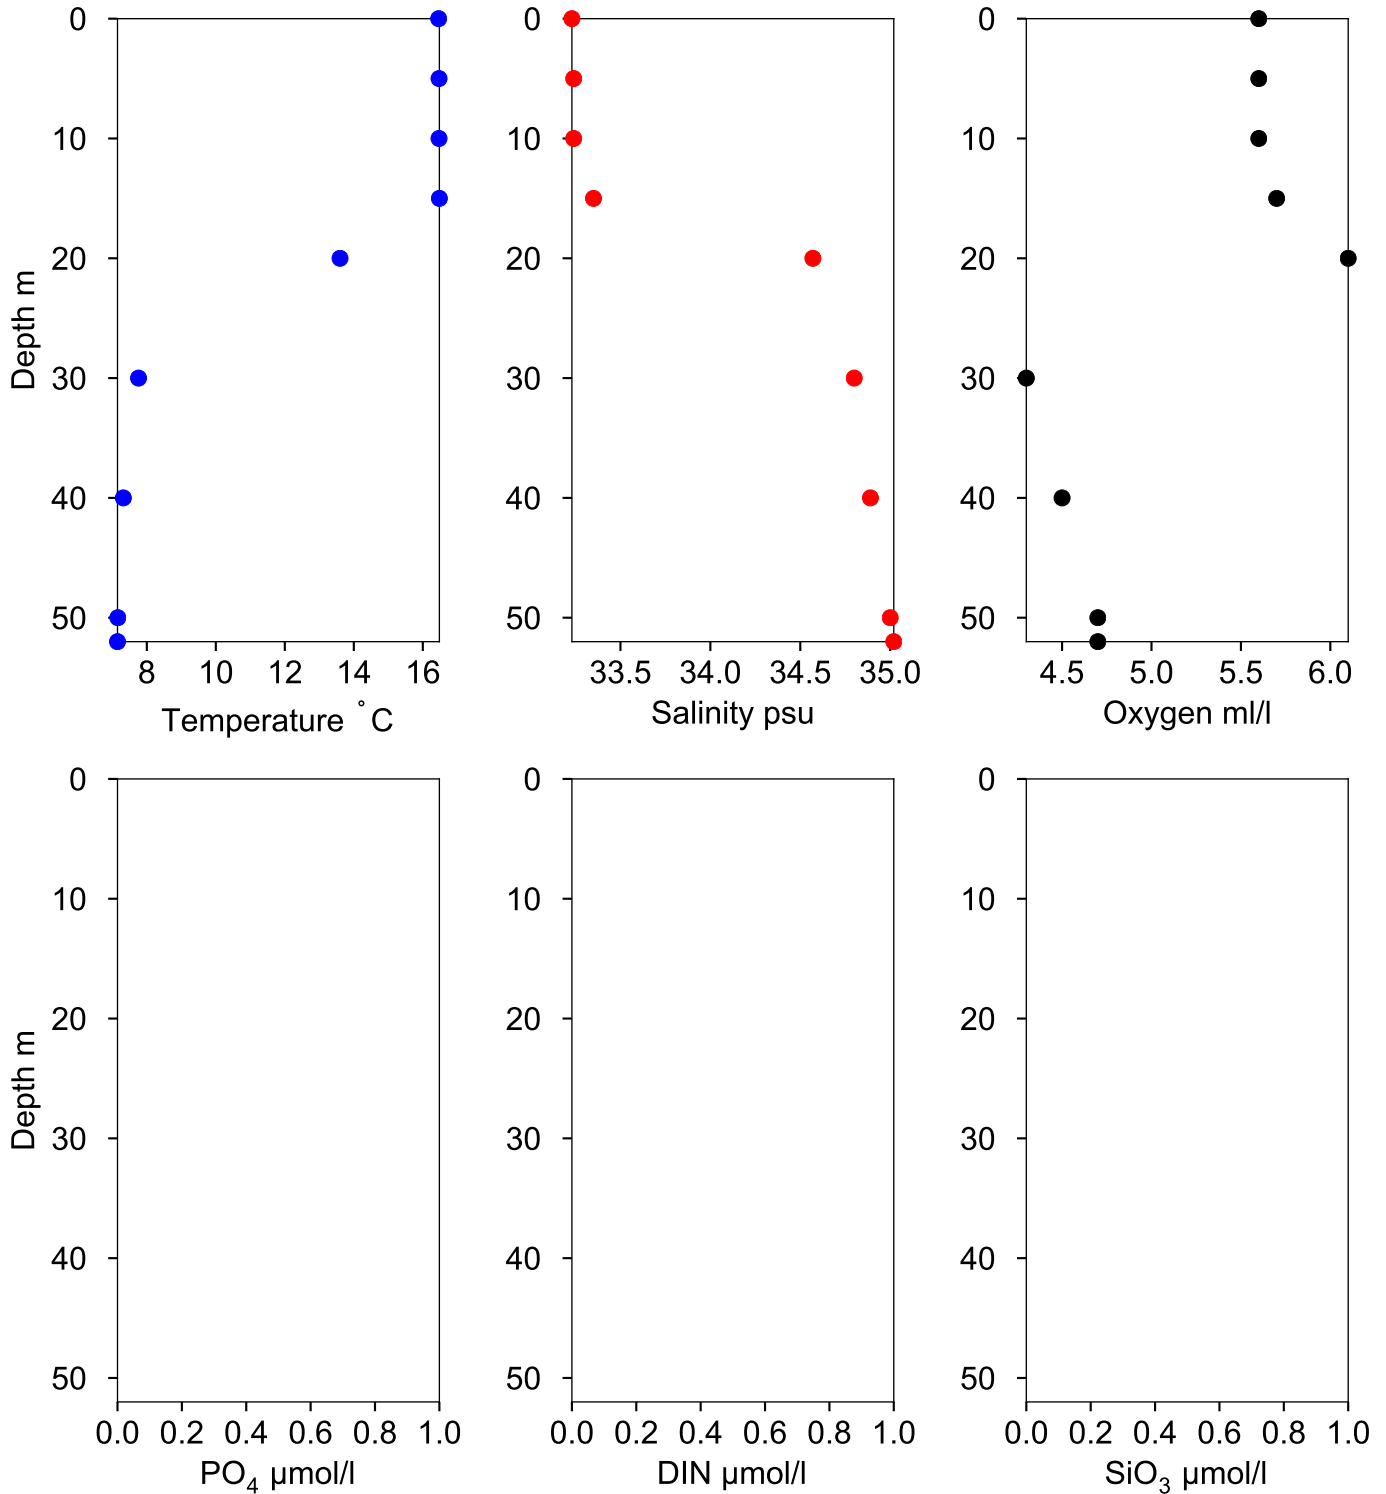 0 0 0
10 10 10
20 20 20
Depth m
30 30 30
40 40 40
50 50 50
8 10 12 14 16 33.5 34.0 34.5 35.0 4.5 5.0 5.5 6.0
Temperature °C Salinity psu Oxygen ml/l
0 0 0
10 10 10
20 20 20
Depth m
30 30 30
40 40 40
50 50 50
0.0 0.2 0.4 0.6 0.8 1.0 0.0 0.2 0.4 0.6 0.8 1.0 0.0 0.2 0.4 0.6 0.8 1.0
PO₄ µmol/l DIN µmol/l SiO₃ µmol/l